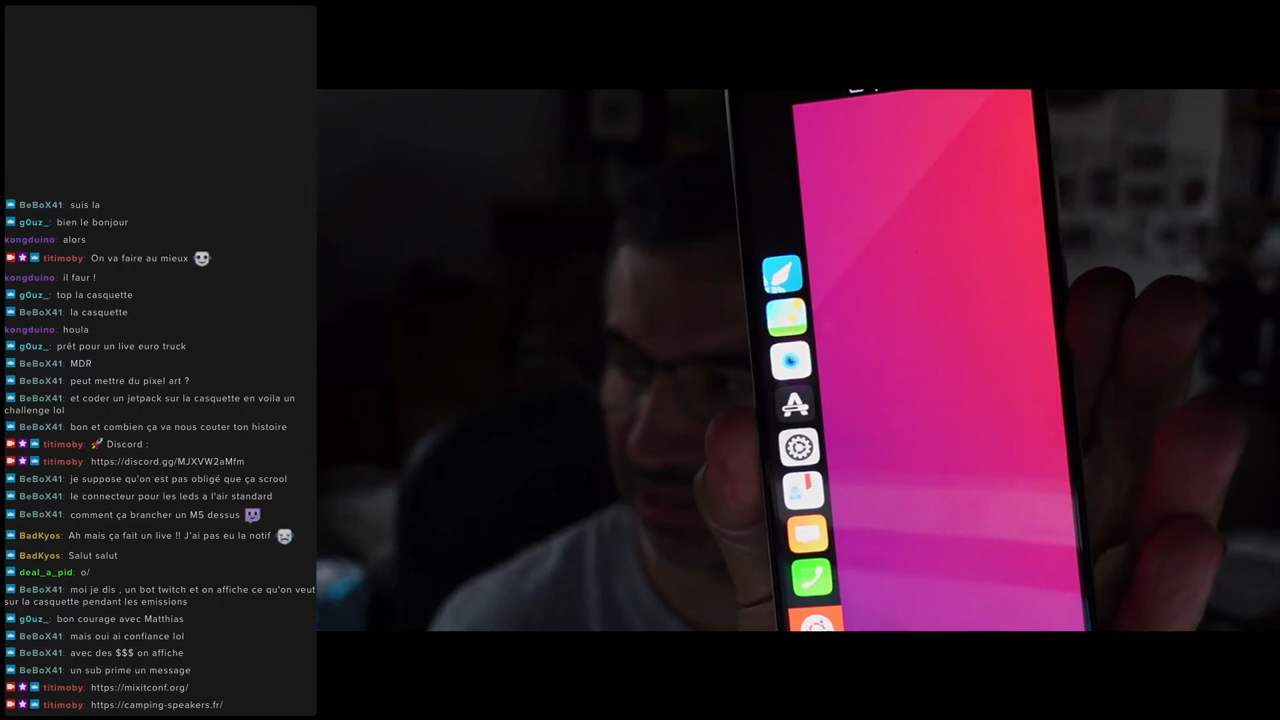 BeBoX41: suis la
g0uz_: bien le bonjour
kongduino: alors
titimoby: On va faire au mieux
kongduino: il faur !
g0uz_: top la casquette
BeBoX41: la casquette
kongduino: houla
g0uz_: prêt pour un live euro truck
BeBoX41: MDR
BeBoX41: peut mettre du pixel art ?
BeBoX41: et coder un jetpack sur la casquette en voila un
challenge lol
BeBoX41: bon et combien ça va nous couter ton histoire
titimoby: 🚀 Discord :
titimoby: https://discord.gg/MJXVW2aMfm
BeBoX41: je suppose qu'on est pas obligé que ça scrool
BeBoX41: le connecteur pour les leds a l'air standard
BeBoX41: comment ça brancher un M5 dessus
BadKyos: Ah mais ça fait un live !! J'ai pas eu la notif
BadKyos: Salut salut
deal_a_pid: o/
BeBoX41: moi je dis , un bot twitch et on affiche ce qu'on veut
sur la casquette pendant les emissions
g0uz_: bon courage avec Matthias
BeBoX41: mais oui ai confiance lol
BeBoX41: avec des $$$ on affiche
BeBoX41: un sub prime un message
titimoby: https://mixitconf.org/
titimoby: https://camping-speakers.fr/